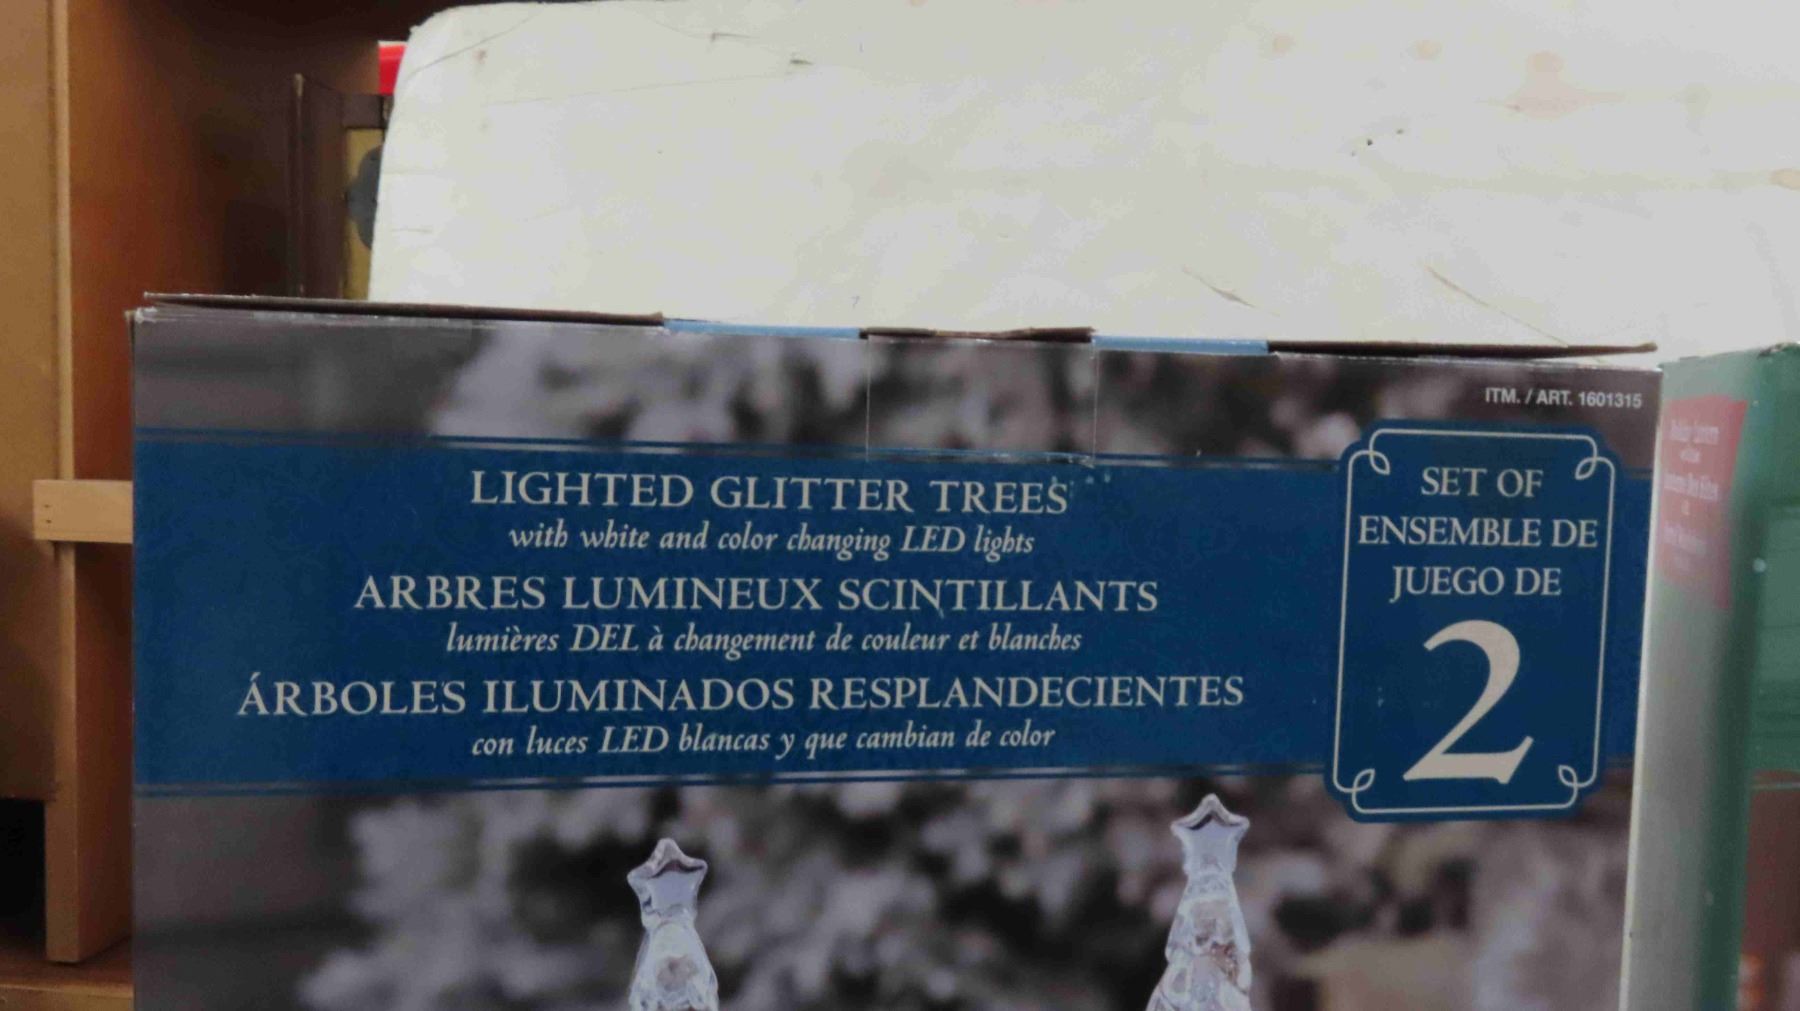 ITM. / ART. 1601315
LIGHTED GLITTER TREES
with white and color changing LED lights
ARBRES LUMINEUX SCINTILLANTS
lumières DEL à changement de couleur et blanches
ÁRBOLES ILUMINADOS RESPLANDECIENTES
con luces LED blancas y que cambian de color
SET OF
ENSEMBLE DE
JUEGO DE
2